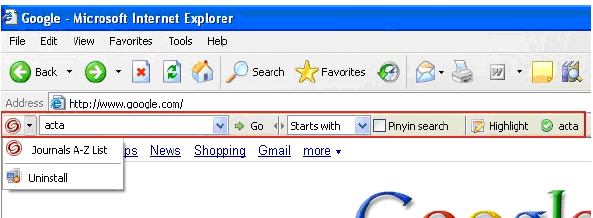 Google - Microsoft Internet Explorer
File Edit View Favorites Tools Help
Back Search Favorites
Address http://www.google.com/
acta Go Starts with Pinyin search Highlight acta
Journals A-Z List
ps News Shopping Gmail more
Uninstall
Google